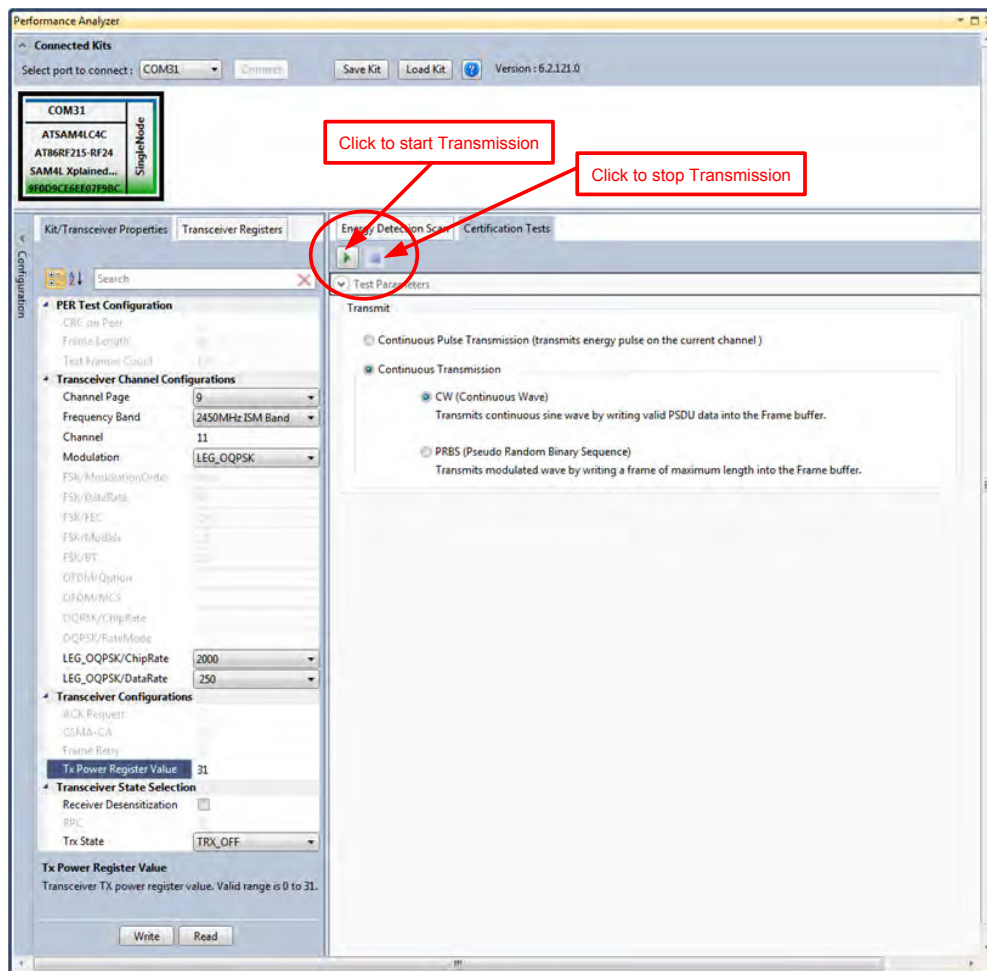 Performance Analyzer
Connected Kits
Select port to connect : COM31 Connect Save Kit Load Kit ? Version : 6.2.121.0
COM31
ATSAM4LC4C
AT86RF215-RF24
SAM4L Xplained...
9F0D9CE6EE07F9BC
SingleNode
Click to start Transmission
Click to stop Transmission
Configuration
Kit/Transceiver Properties Transceiver Registers
Energy Detection Scan Certification Tests
Search
Test Parameters
PER Test Configuration
CRC on Peer
Frame Length
Test Frames Count
Transceiver Channel Configurations
Channel Page 9
Frequency Band 2450MHz ISM Band
Channel 11
Modulation LEG_OQPSK
FSK/ModulationOrde
FSK/DataRate
FSK/FEC
FSK/ModIdx
FSK/BT
OFDM/Option
OFDM/MCS
OQPSK/ChipRate
OQPSK/RateMode
LEG_OQPSK/ChipRate 2000
LEG_OQPSK/DataRate 250
Transceiver Configurations
ACK Request
CSMA-CA
Frame Retry
Tx Power Register Value 31
Transceiver State Selection
Receiver Desensitization
RPC
Trx State TRX_OFF
Tx Power Register Value
Transceiver TX power register value. Valid range is 0 to 31.
Write Read
Transmit
Continuous Pulse Transmission (transmits energy pulse on the current channel )
Continuous Transmission
CW (Continuous Wave)
Transmits continuous sine wave by writing valid PSDU data into the Frame buffer.
PRBS (Pseudo Random Binary Sequence)
Transmits modulated wave by writing a frame of maximum length into the Frame buffer.